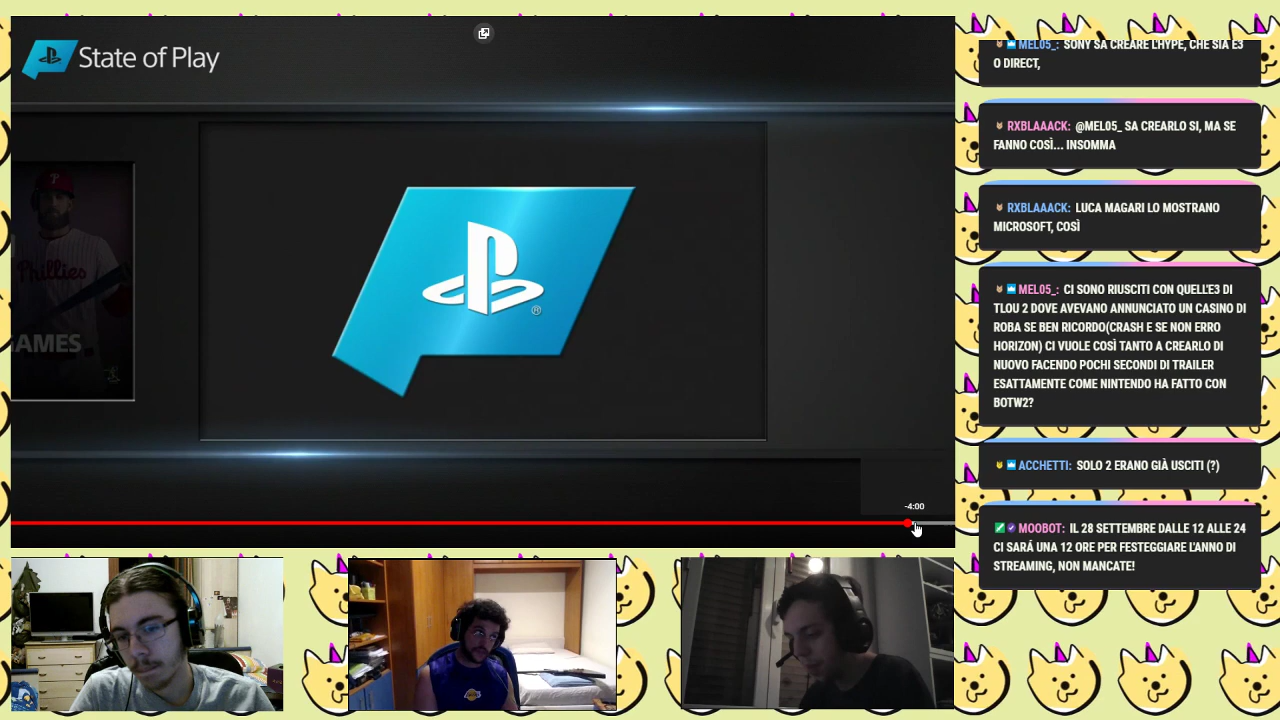 State of Play
Phillies
AMES
®
-4:00
MEL05_: SONY SA CREARE L'HYPE, CHE SIA E3
O DIRECT,
RXBLAAACK: @MEL05_ SA CREARLO SI, MA SE
FANNO COSÌ... INSOMMA
RXBLAAACK: LUCA MAGARI LO MOSTRANO
MICROSOFT, COSÌ
MEL05_: CI SONO RIUSCITI CON QUELL'E3 DI
TLOU 2 DOVE AVEVANO ANNUNCIATO UN CASINO DI
ROBA SE BEN RICORDO(CRASH E SE NON ERRO
HORIZON) CI VUOLE COSÌ TANTO A CREARLO DI
NUOVO FACENDO POCHI SECONDI DI TRAILER
ESATTAMENTE COME NINTENDO HA FATTO CON
BOTW2?
ACCHETTI: SOLO 2 ERANO GIÀ USCITI (?)
MOOBOT: IL 28 SETTEMBRE DALLE 12 ALLE 24
CI SARÁ UNA 12 ORE PER FESTEGGIARE L'ANNO DI
STREAMING, NON MANCATE!